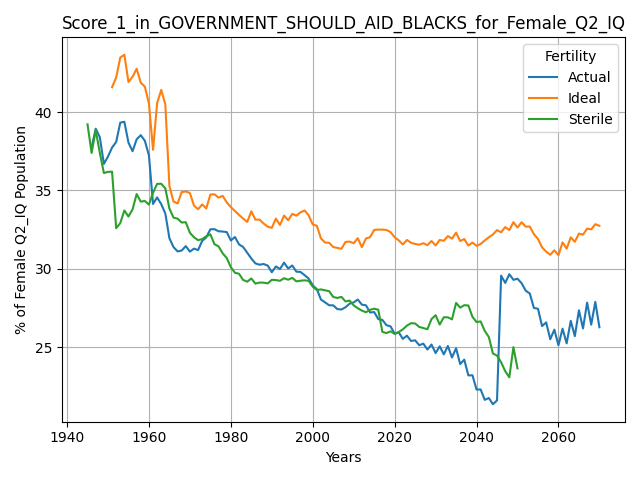 Score_1_in_GOVERNMENT_SHOULD_AID_BLACKS_for_Female_Q2_IQ
Fertility
Actual
Ideal
Sterile
% of Female Q2_IQ Population
40
35
30
25
1940
1960
1980
2000
2020
2040
2060
Years